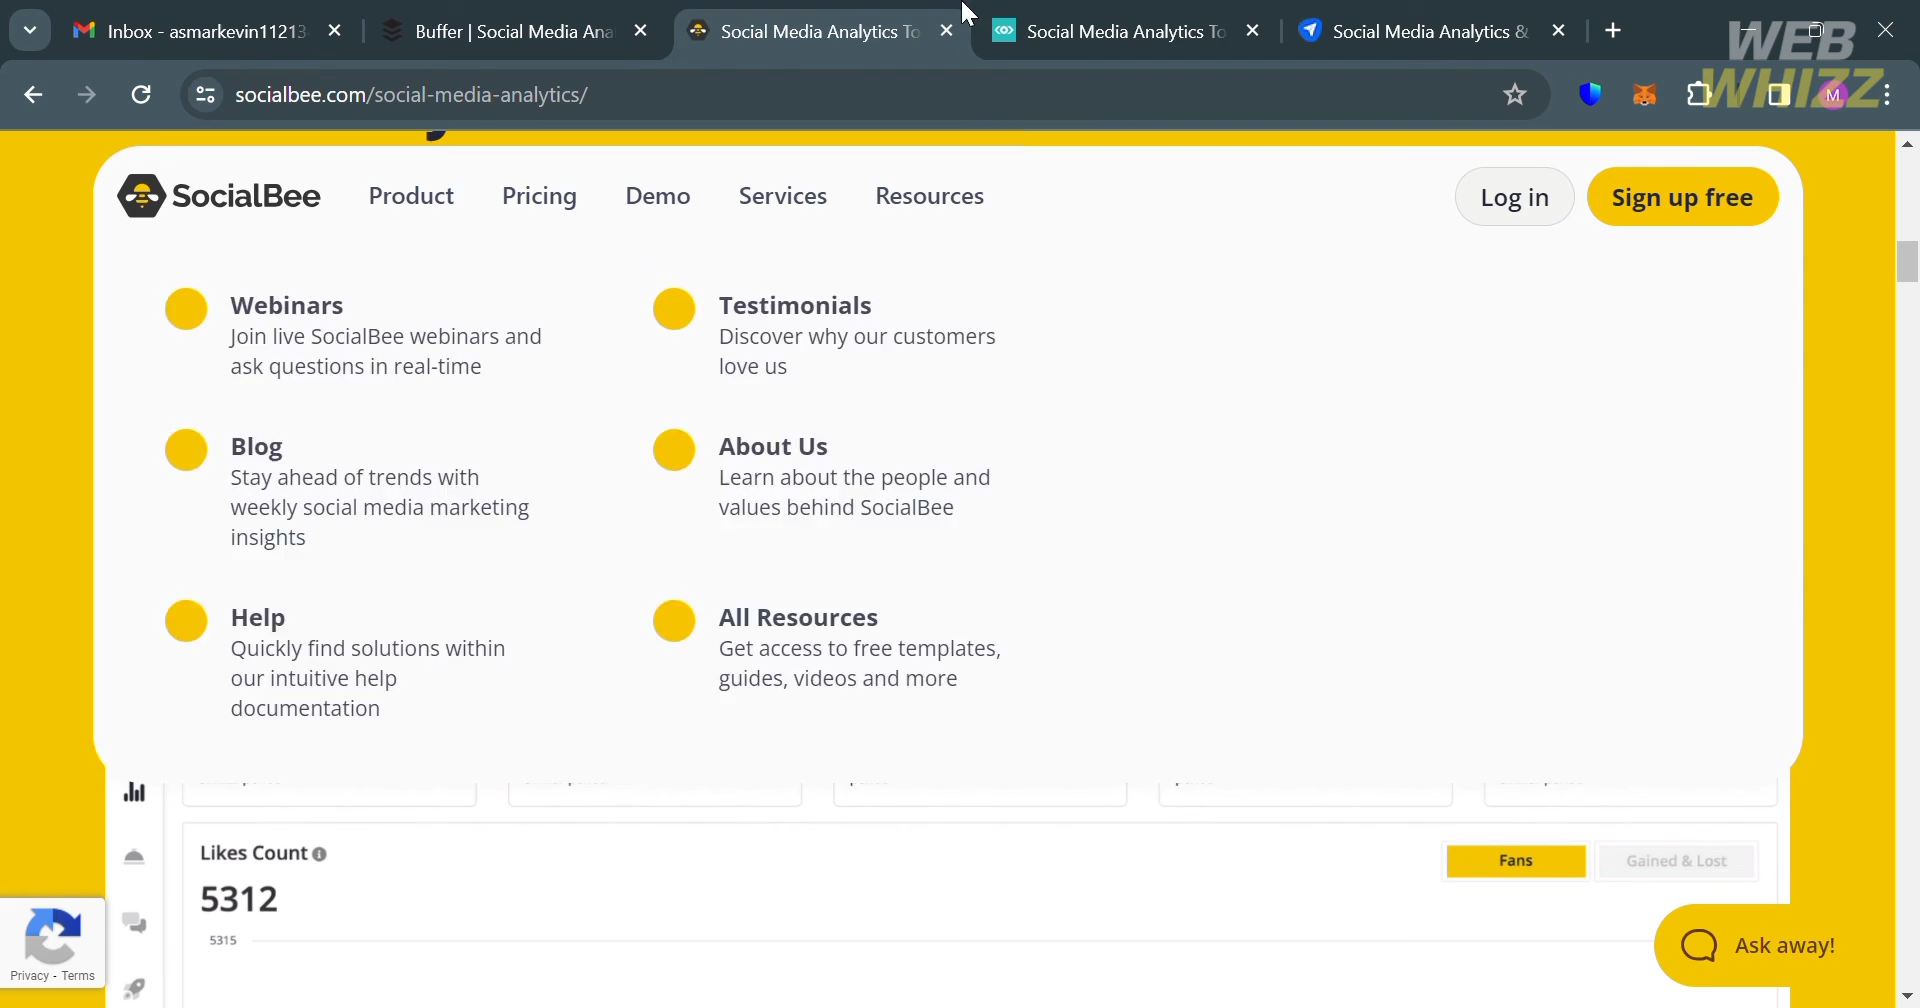 Inbox - asmarkevin11213
Buffer | Social Media Ana
Social Media Analytics To
Social Media Analytics To
Social Media Analytics &
WEB
WHIZZ
socialbee.com/social-media-analytics/
M
SocialBee
Product
Pricing
Demo
Services
Resources
Log in
Sign up free
Webinars
Join live SocialBee webinars and
ask questions in real-time
Testimonials
Discover why our customers
love us
Blog
Stay ahead of trends with
weekly social media marketing
insights
About Us
Learn about the people and
values behind SocialBee
Help
Quickly find solutions within
our intuitive help
documentation
All Resources
Get access to free templates,
guides, videos and more
Likes Count
5312
5315
Fans
Gained & Lost
Privacy - Terms
Ask away!